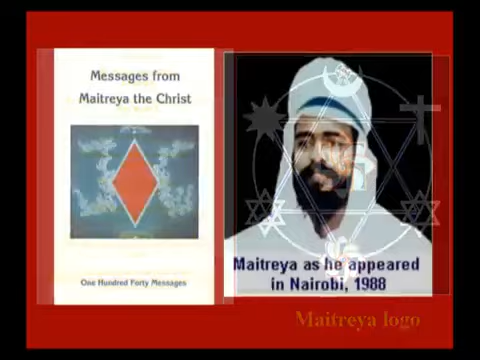 Messages from
Maitreya the Christ
One Hundred Forty Messages
Maitreya as he appeared
in Nairobi, 1988
Maitreya logo